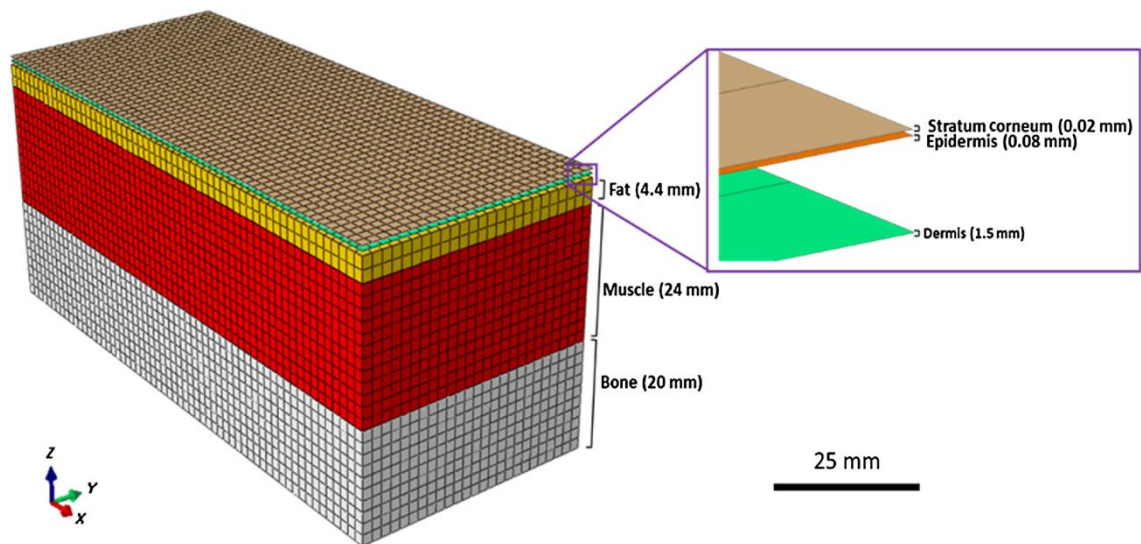 Stratum corneum (0.02 mm)
Epidermis (0.08 mm)
Fat (4.4 mm)
Dermis (1.5 mm)
Muscle (24 mm)
Bone (20 mm)
25 mm
Z
Y
X